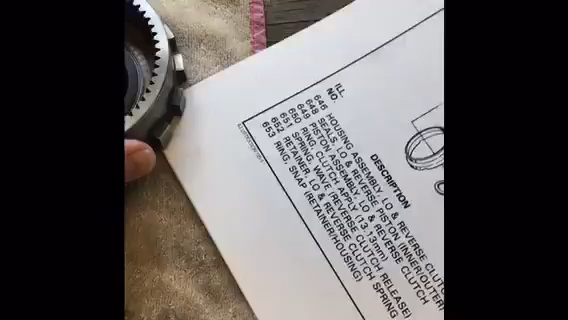 ILL.
NO. DESCRIPTION
646 HOUSING ASSEMBLY, LO & REVERSE CLUTCH
648 SEALS, LO & REVERSE PISTON (INNER/OUTER)
649 PISTON ASSEMBLY, LO & REVERSE CLUTCH
650 RING, CLUTCH APPLY (13.13mm)
651 SPRING, WAVE (REVERSE CLUTCH RELEASE)
652 RETAINER, LO & REVERSE CLUTCH SPRING
653 RING, SNAP (RETAINER/HOUSING)